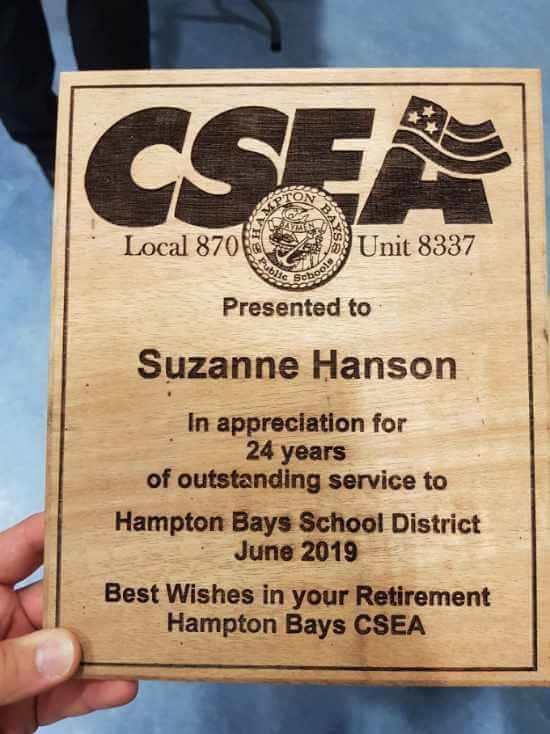 CSEA
Local 870 Unit 8337
HAMPTON BAYS
Public Schools
Presented to
Suzanne Hanson
In appreciation for
24 years
of outstanding service to
Hampton Bays School District
June 2019
Best Wishes in your Retirement
Hampton Bays CSEA